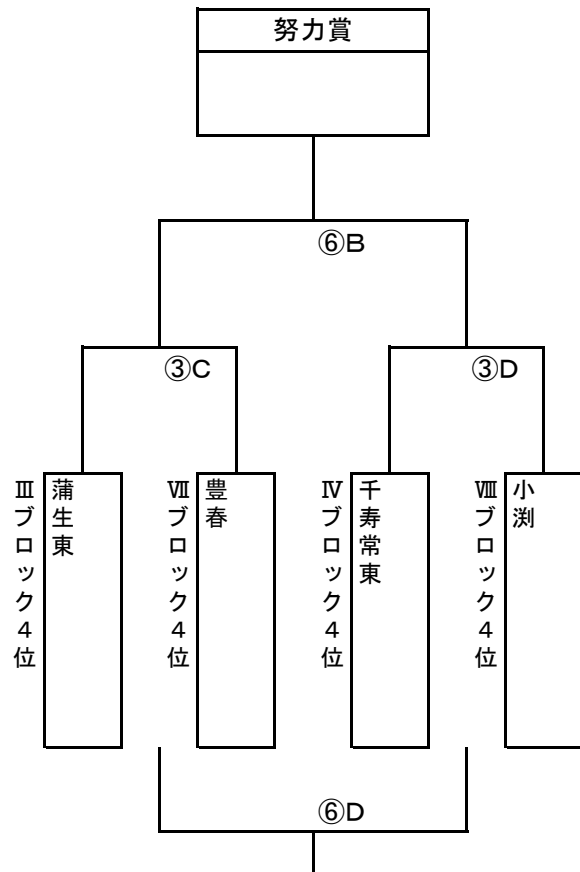 努力賞
⑥B
③C
③D
Ⅲブロック4位
蒲生東
Ⅶブロック4位
豊春
Ⅳブロック4位
千寿常東
Ⅷブロック4位
小渕
⑥D